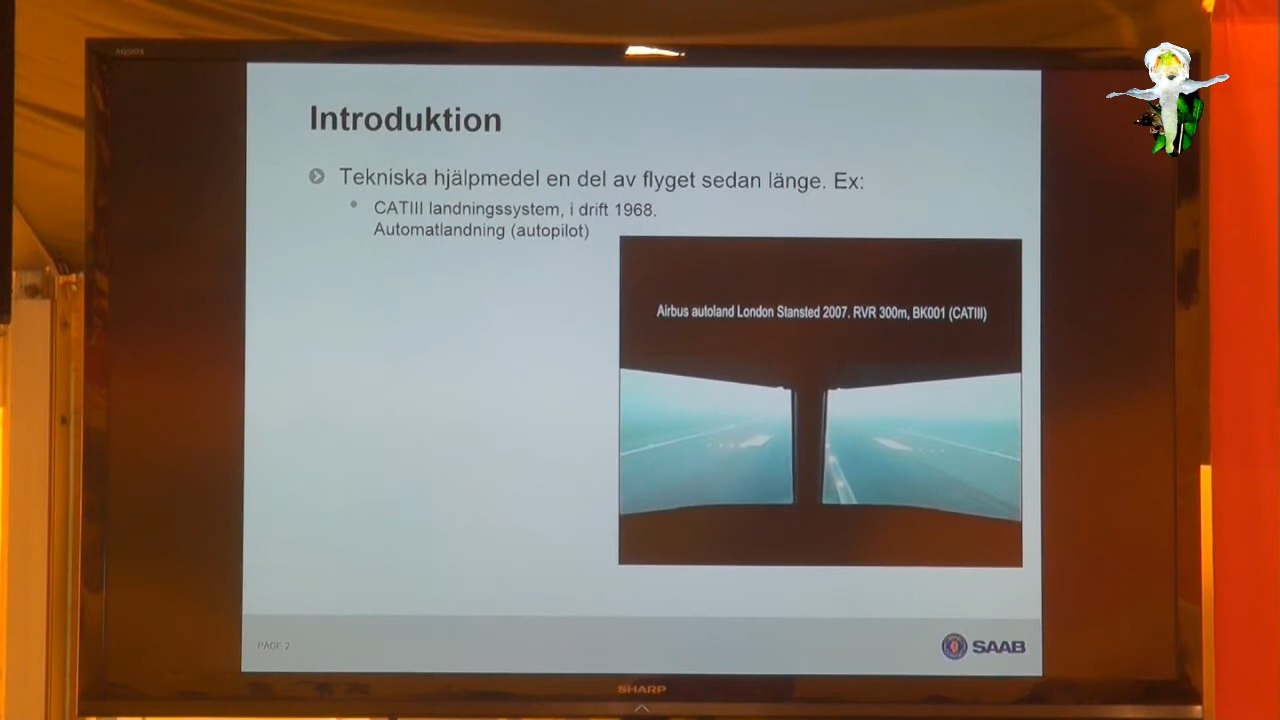 AQUOS
Introduktion
Tekniska hjälpmedel en del av flyget sedan länge. Ex:
CATIII landningssystem, i drift 1968.
Automatlandning (autopilot)
Airbus autoland London Stansted 2007. RVR 300m, BK001 (CATIII)
PAGE 2
SAAB
SHARP